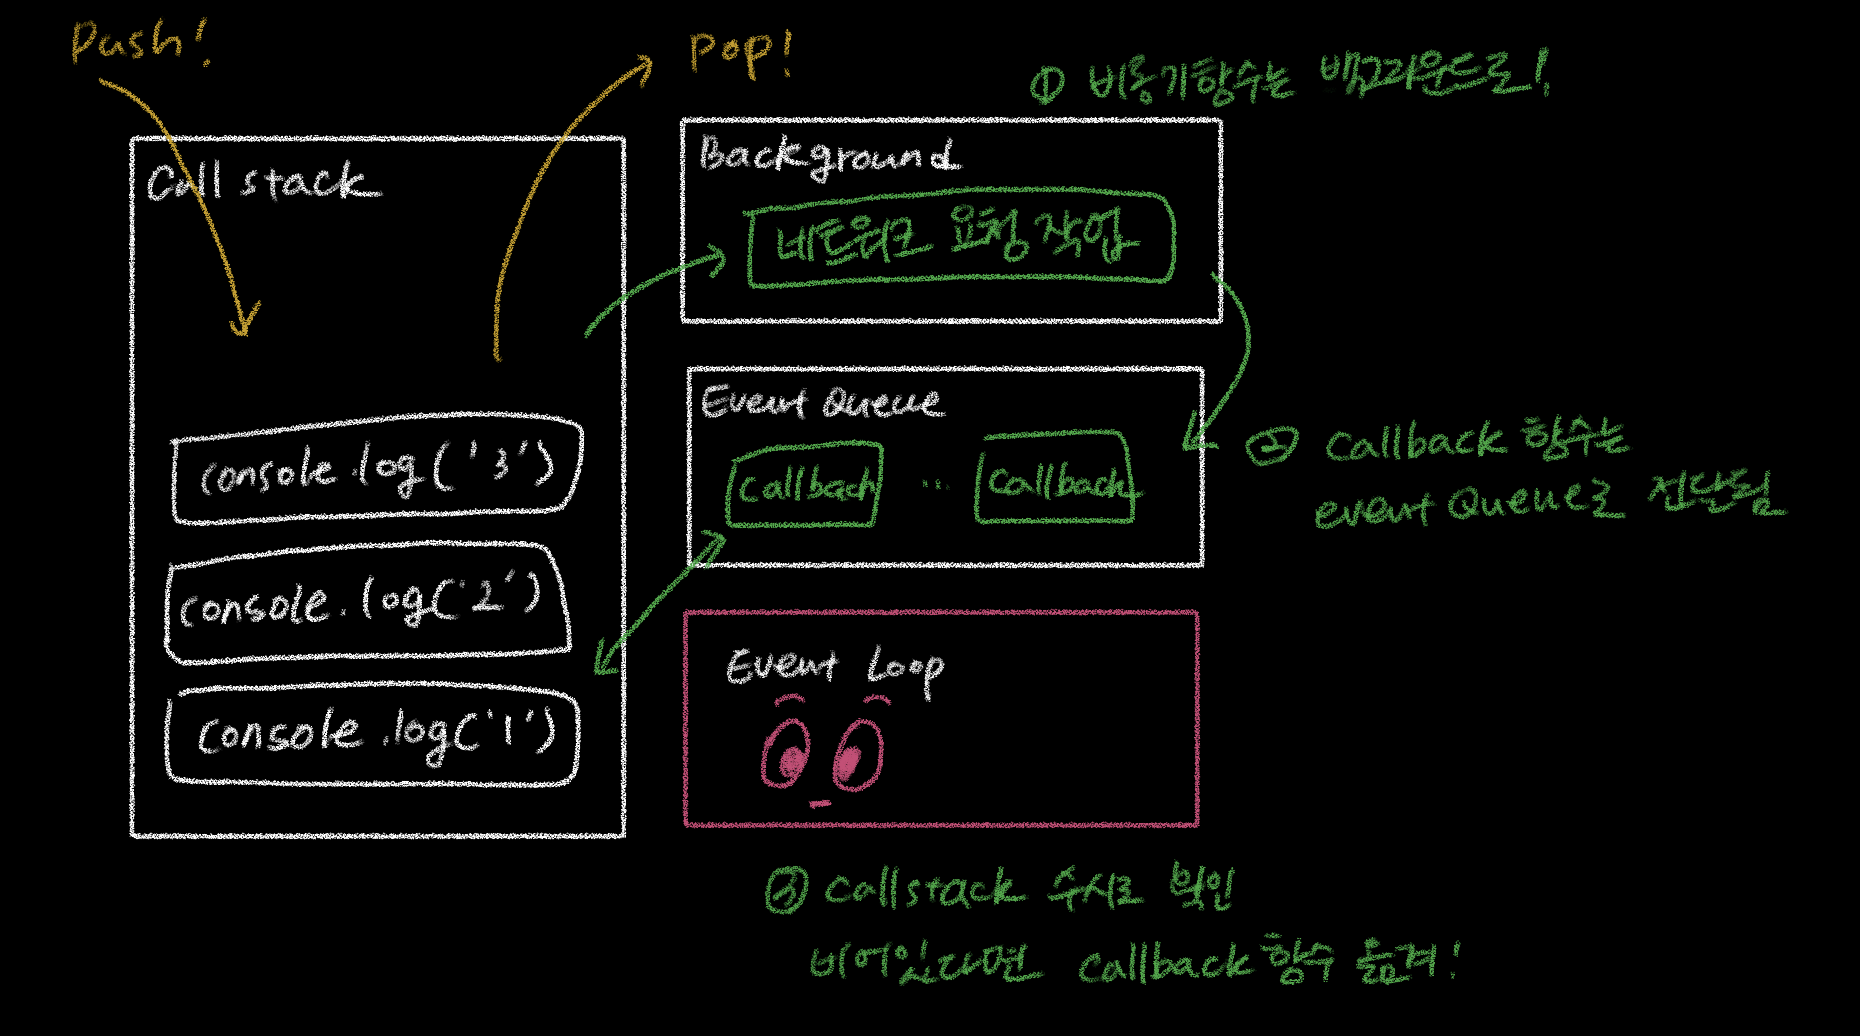 Push!
Pop!
① 비동기함수는 백그라운드로!
Call stack
Background
네트워크 요청 작업
Event Queue
callback ... callback
② callback 함수는
event Queue로 전달됨
console.log('3')
console.log('2')
console.log('1')
Event Loop
③ callstack 수시로 확인
비어있다면 callback 함수 옮겨!